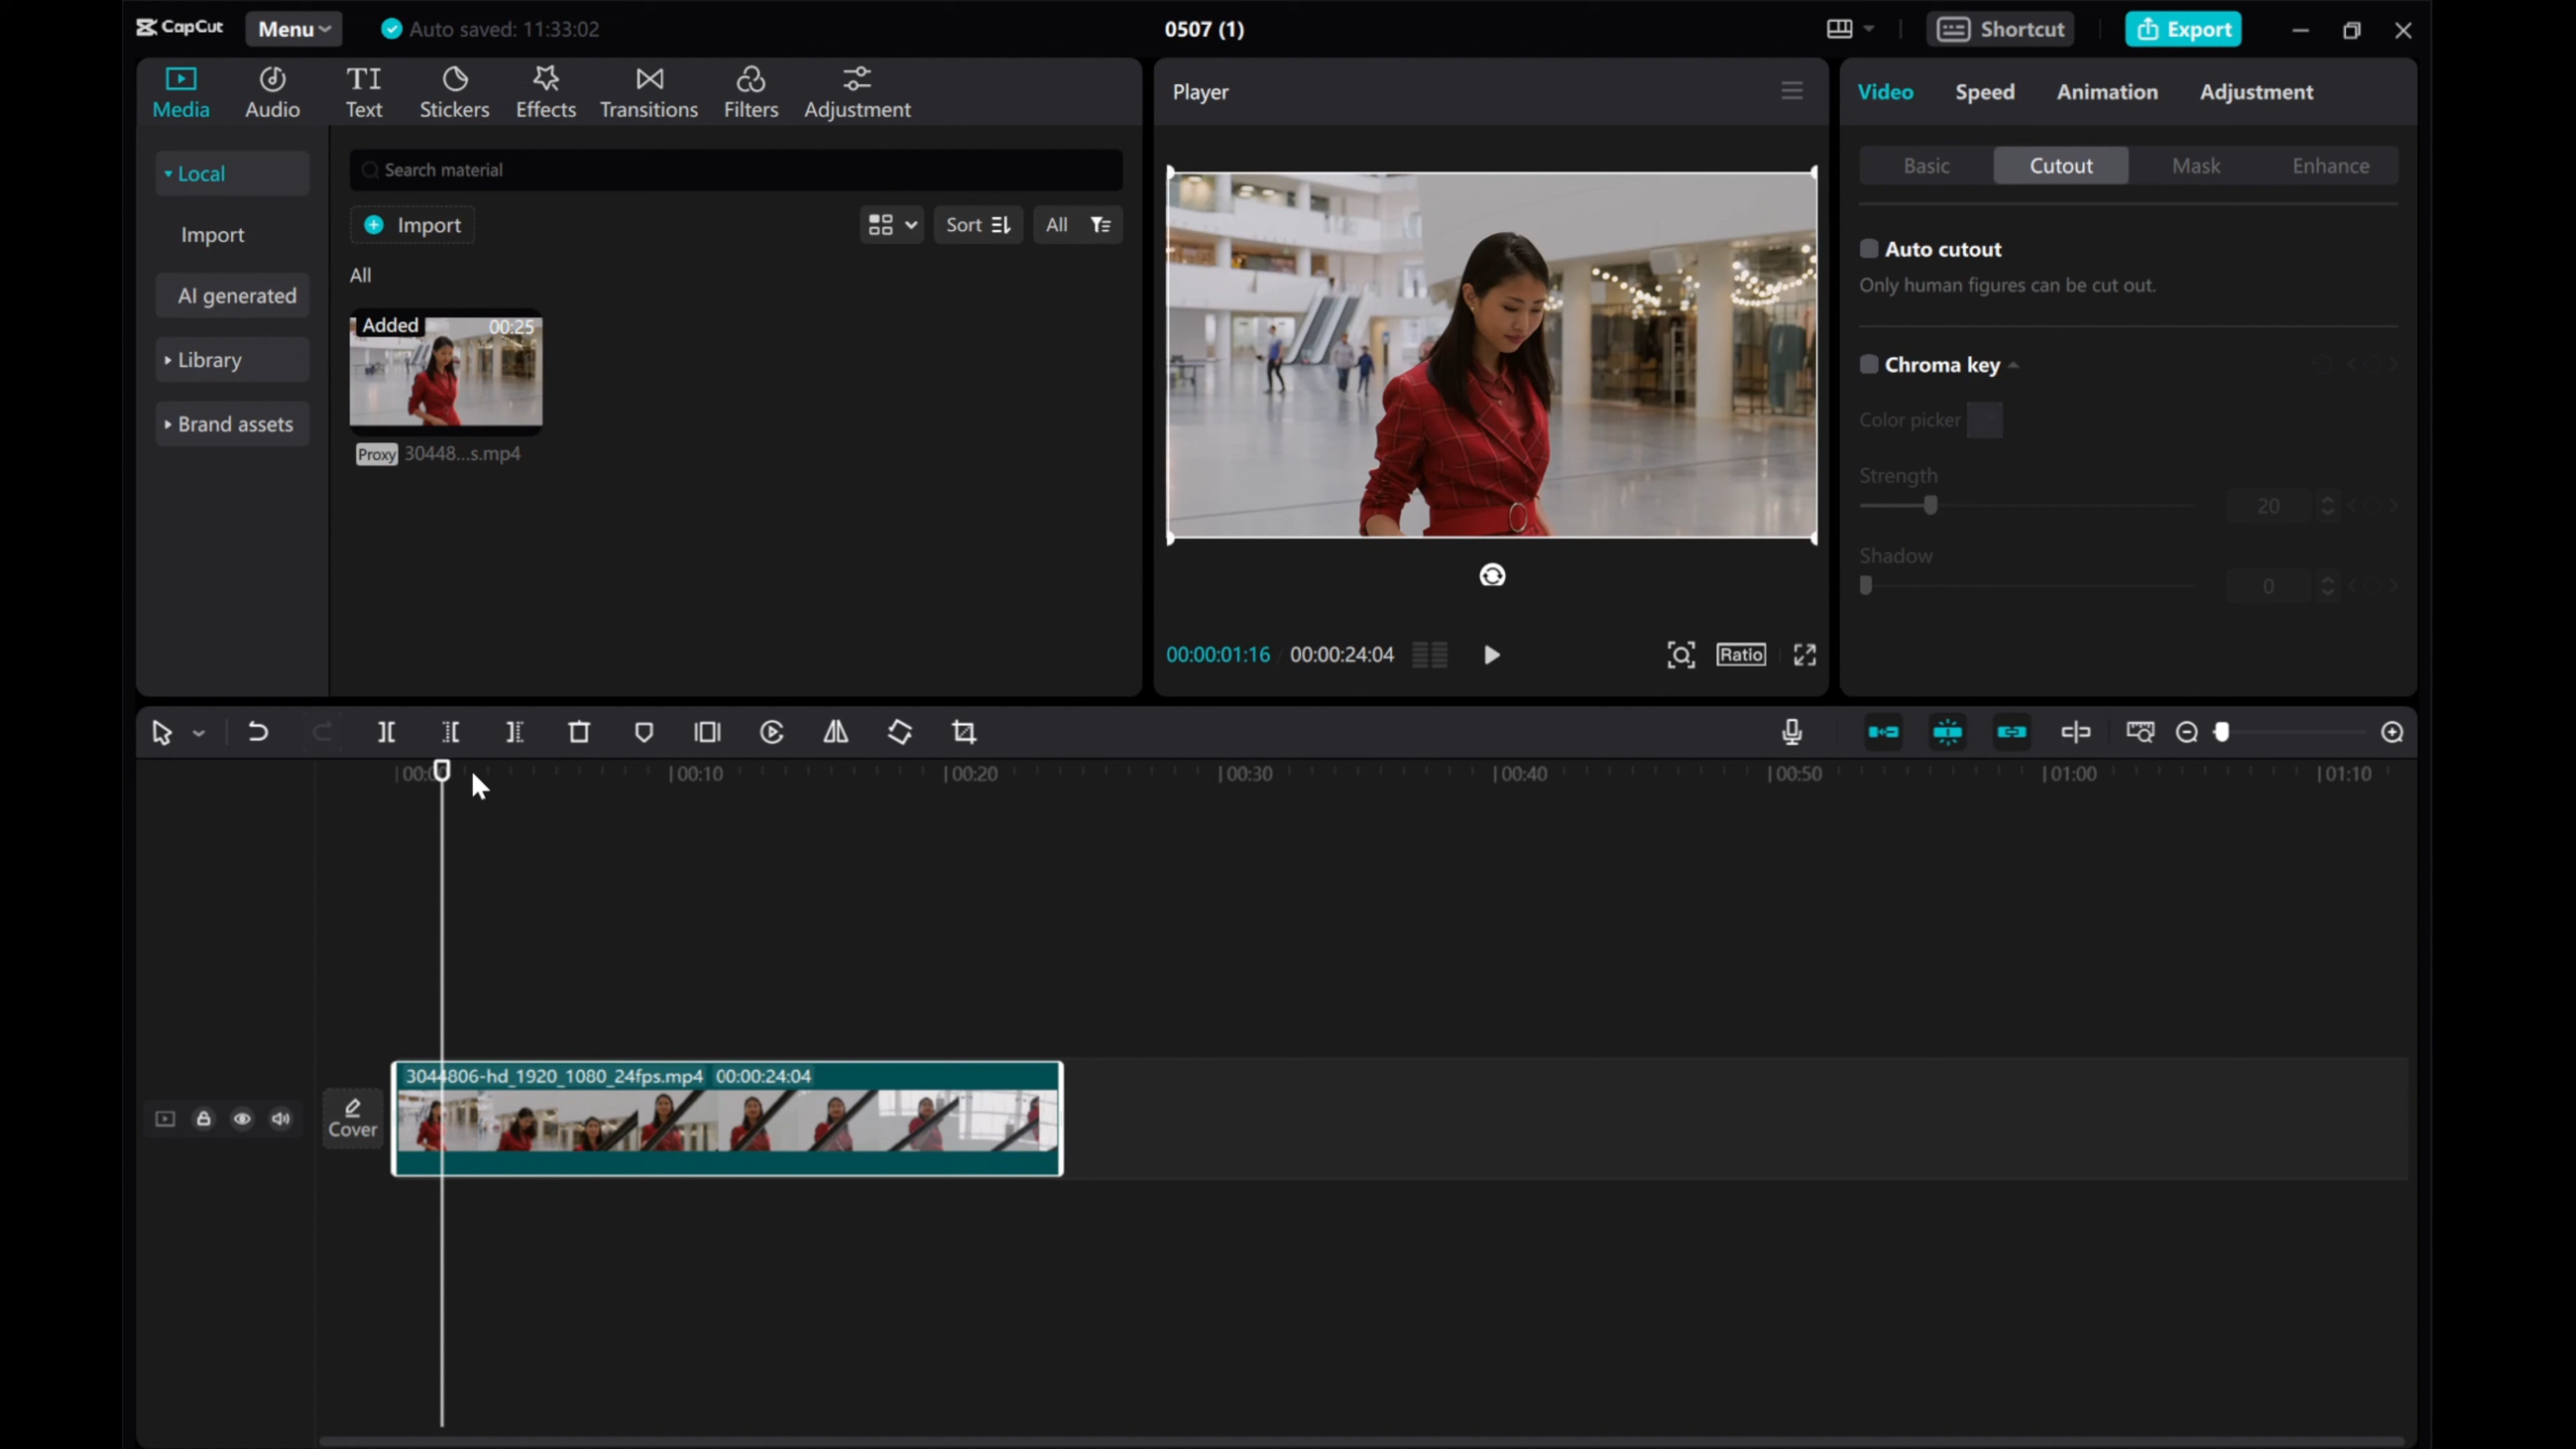 CapCut
Menu
Auto saved: 11:33:02
0507 (1)
Shortcut
Export
Media
Audio
TI
Text
Stickers
Effects
Transitions
Filters
Adjustment
Local
Import
AI generated
Library
Brand assets
Search material
Import
Sort
All
All
Added
00:25
Proxy
30448...s.mp4
Player
00:00:01:16 / 00:00:24:04
Ratio
Video
Speed
Animation
Adjustment
Basic
Cutout
Mask
Enhance
Auto cutout
Only human figures can be cut out.
Chroma key
Color picker
Strength
20
Shadow
0
00:10
00:20
00:30
00:40
00:50
01:00
01:10
Cover
3044806-hd_1920_1080_24fps.mp4 00:00:24:04